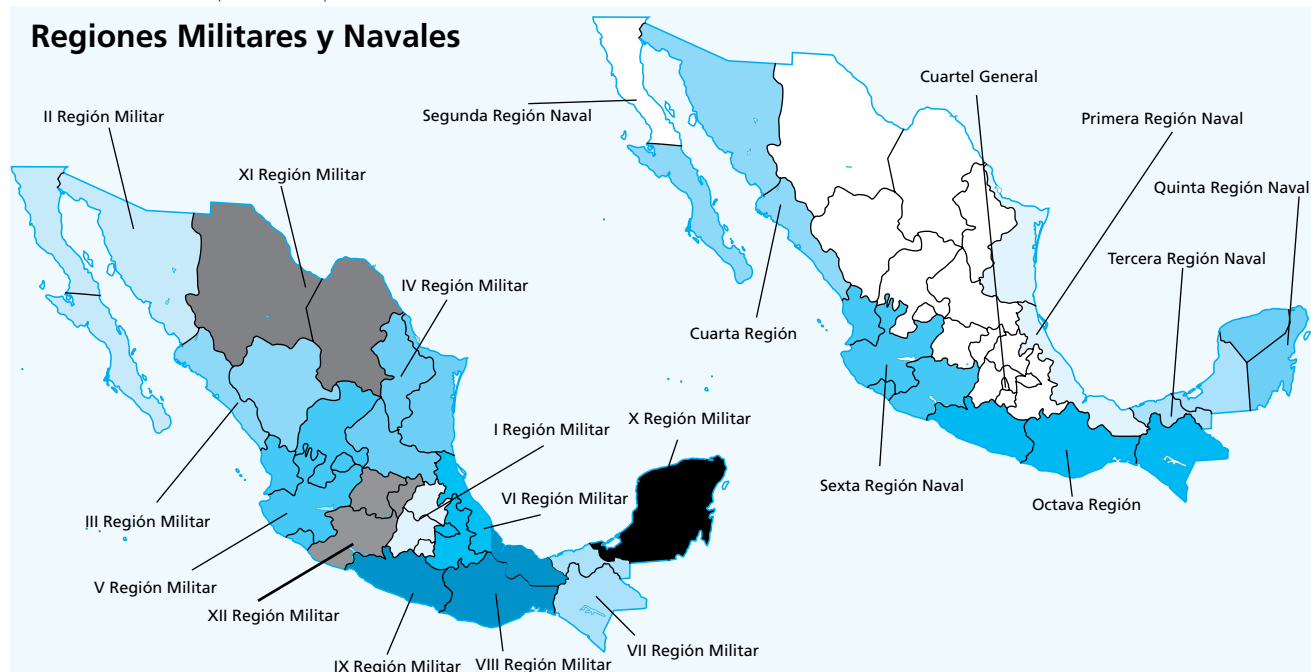 Regiones Militares y Navales
Cuartel General
Segunda Región Naval
Primera Región Naval
II Región Militar
XI Región Militar
Quinta Región Naval
Tercera Región Naval
IV Región Militar
Cuarta Región
X Región Militar
I Región Militar
Sexta Región Naval
VI Región Militar
Octava Región
III Región Militar
V Región Militar
XII Región Militar
VII Región Militar
IX Región Militar
VIII Región Militar